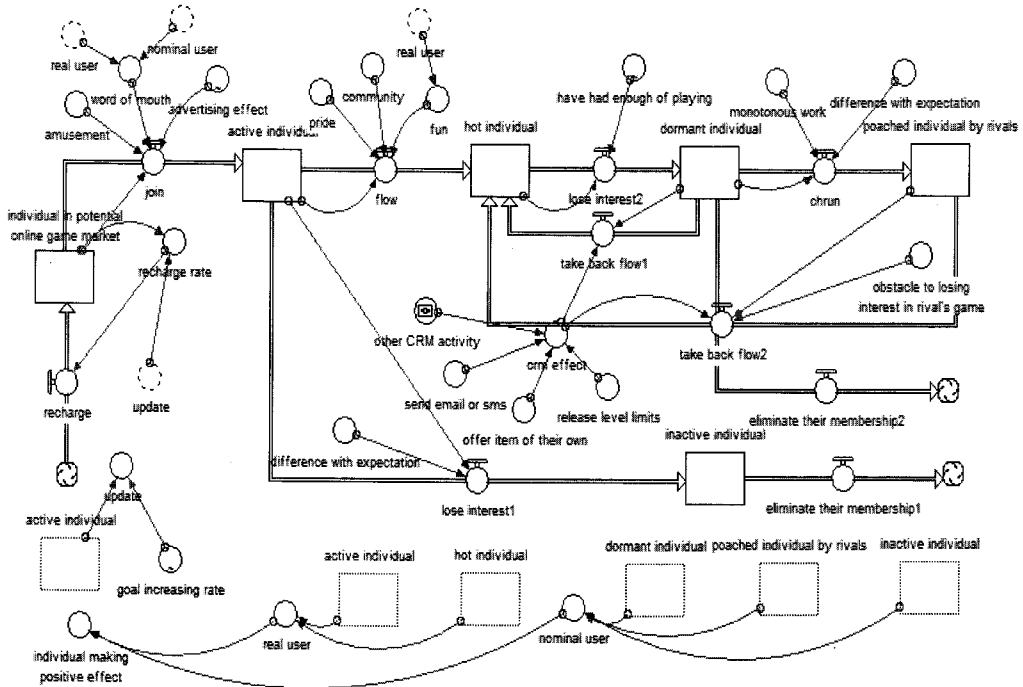 real user
nominal user
word of mouth
advertising effect
amusement
join
active individu
pride
community
real user
fun
flow
hot individual
have had enough of playing
lose interest2
take back flow1
dormant individual
monotonous work
difference with expectation
poached individual by rivals
chrun
individual in potential
online game market
recharge rate
update
recharge
obstacle to losing
interest in rival's game
take back flow2
other CRM activity
crm effect
send email or sms
offer item of their own
release level limits
eliminate their membership2
inactive individual
difference with expectation
lose interest1
eliminate their membership1
update
active individual
goal increasing rate
active individual
hot individual
dormant individual
poached individual by rivals
inactive individual
real user
nominal user
individual making
positive effect